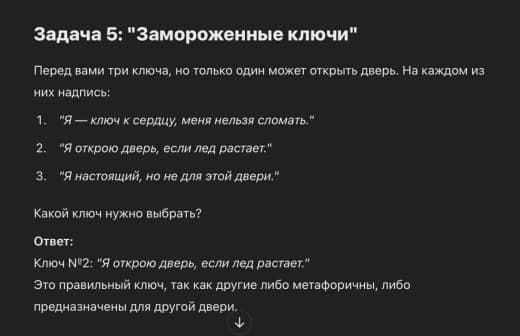 Задача 5: "Замороженные ключи"
Перед вами три ключа, но только один может открыть дверь. На каждом из
них надпись:
1. "Я — ключ к сердцу, меня нельзя сломать."
2. "Я открою дверь, если лед растает."
3. "Я настоящий, но не для этой двери."
Какой ключ нужно выбрать?
Ответ:
Ключ №2: "Я открою дверь, если лед растает."
Это правильный ключ, так как другие либо метафоричны, либо
предназначены для другой двери.